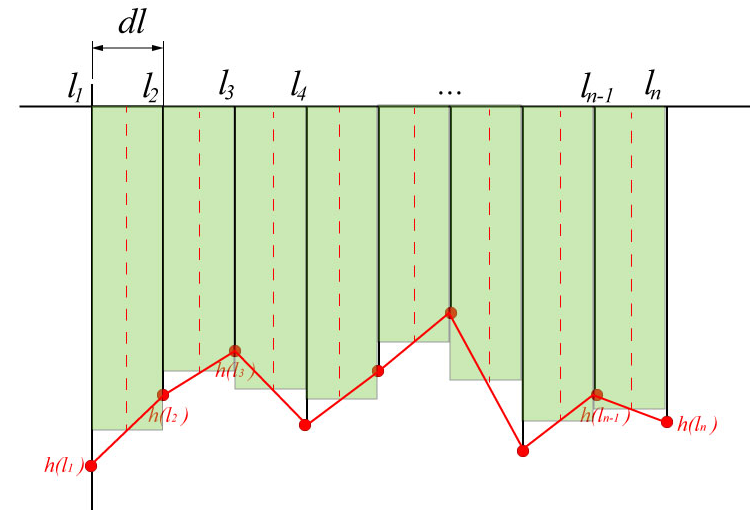 dl
l1 l2 l3 l4 ... ln-1 ln
h(l3)
h(l2) h(ln-1) h(ln)
h(l1)